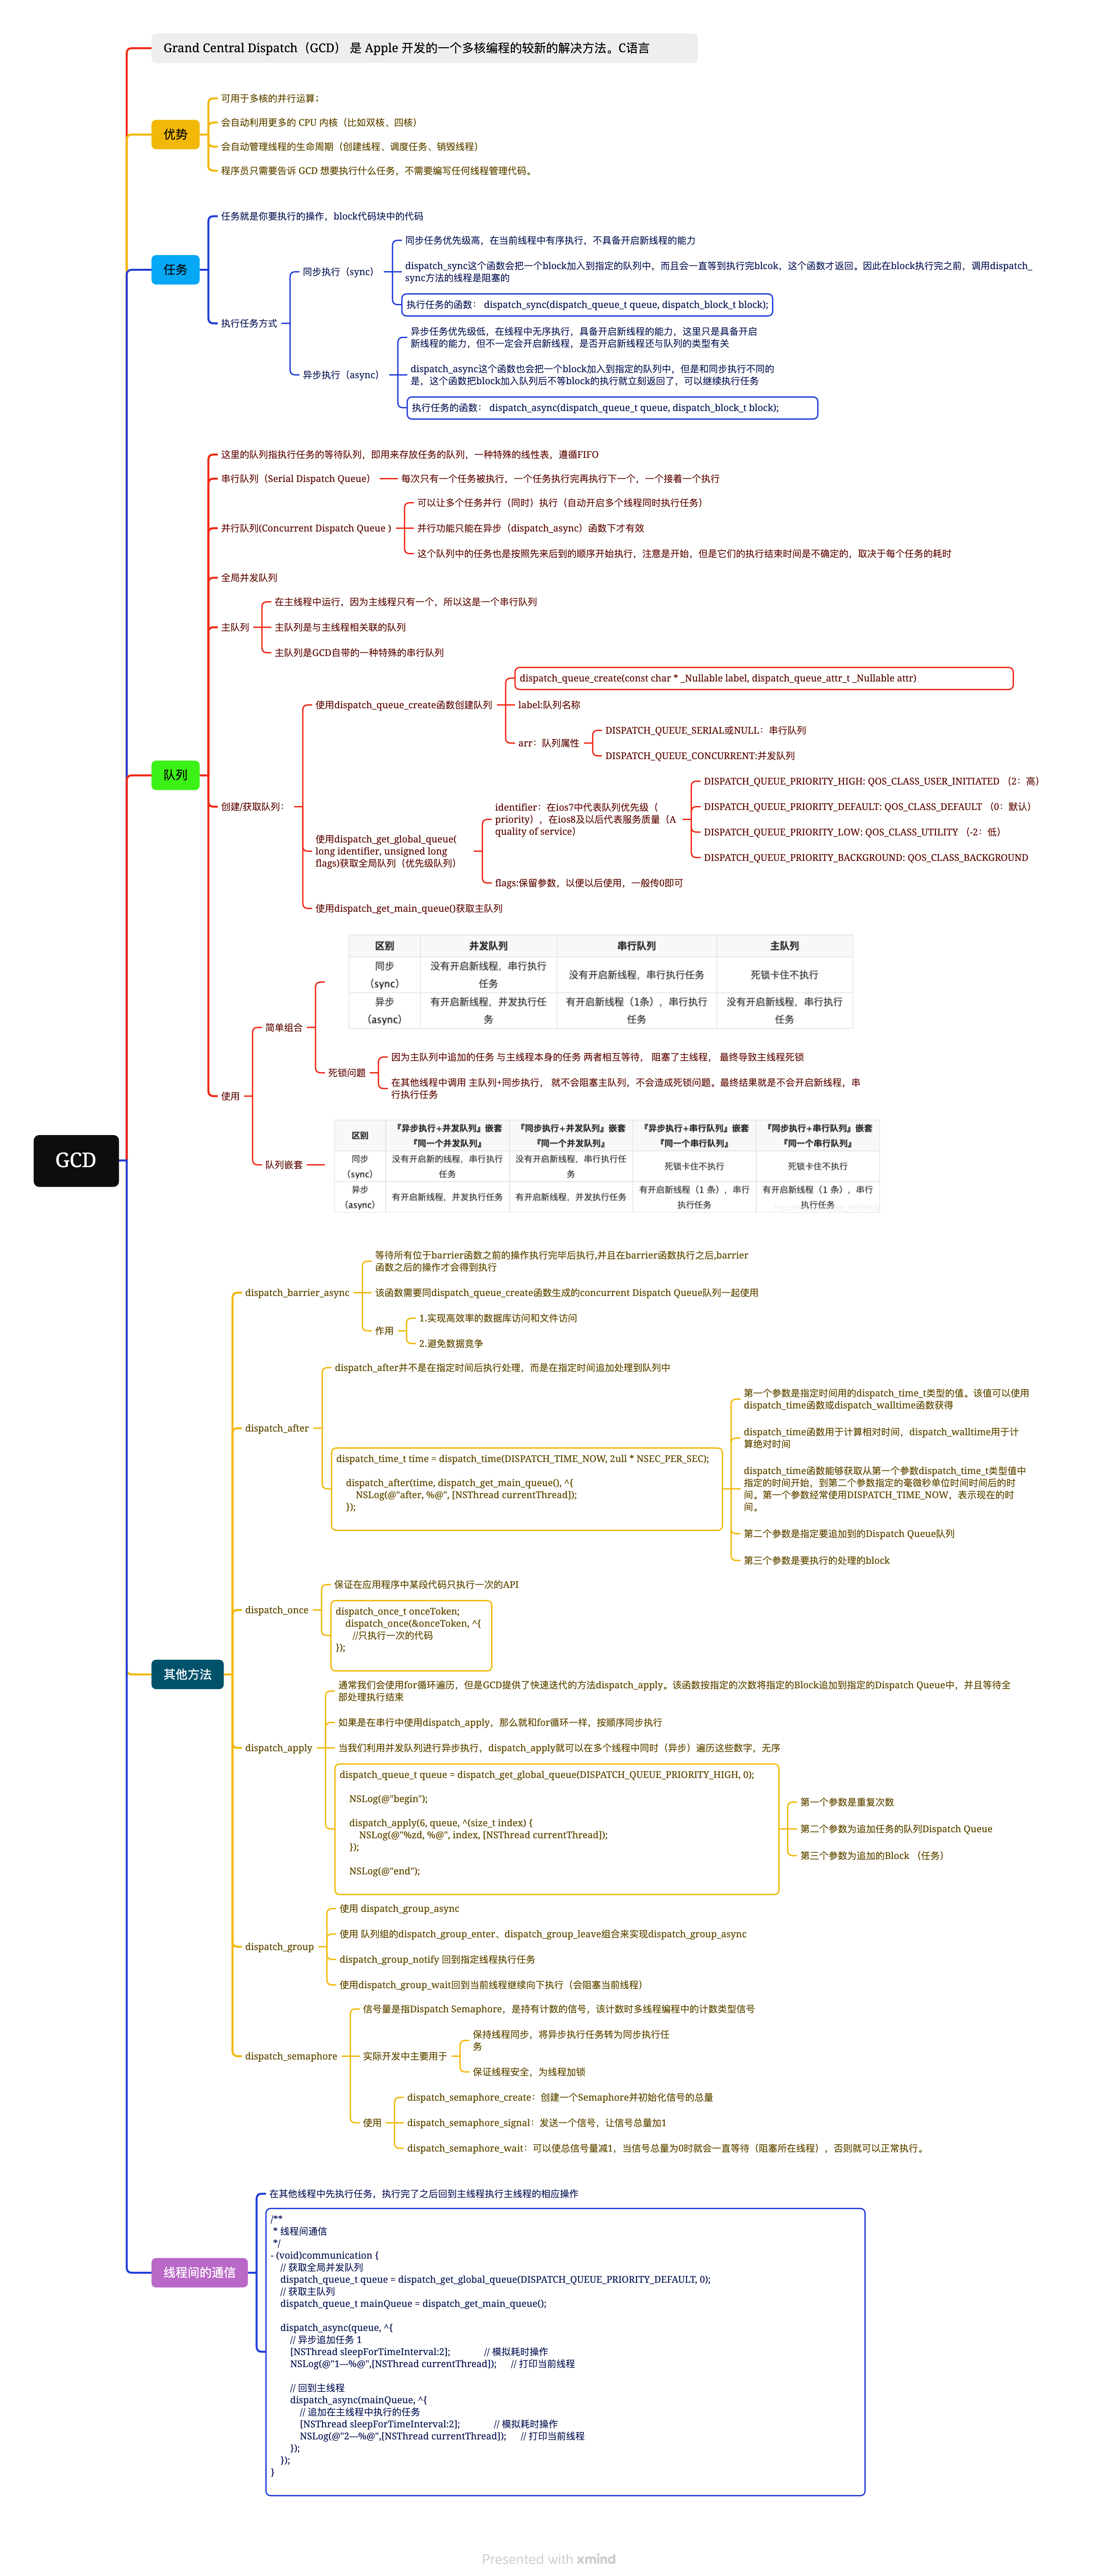 Grand Central Dispatch（GCD） 是 Apple 开发的一个多核编程的较新的解决方法。C语言
优势
可用于多核的并行运算；
会自动利用更多的 CPU 内核（比如双核、四核）
会自动管理线程的生命周期（创建线程、调度任务、销毁线程）
程序员只需要告诉 GCD 想要执行什么任务，不需要编写任何线程管理代码。
任务
任务就是你要执行的操作，block代码块中的代码
执行任务方式
同步执行（sync）
同步任务优先级高，在当前线程中有序执行，不具备开启新线程的能力
dispatch_sync这个函数会把一个block加入到指定的队列中，而且会一直等到执行完blcok，这个函数才返回。因此在block执行完之前，调用dispatch_
sync方法的线程是阻塞的
执行任务的函数： dispatch_sync(dispatch_queue_t queue, dispatch_block_t block);
异步执行（async）
异步任务优先级低，在线程中无序执行，具备开启新线程的能力，这里只是具备开启
新线程的能力，但不一定会开启新线程，是否开启新线程还与队列的类型有关
dispatch_async这个函数也会把一个block加入到指定的队列中，但是和同步执行不同的
是，这个函数把block加入队列后不等block的执行就立刻返回了，可以继续执行任务
执行任务的函数： dispatch_async(dispatch_queue_t queue, dispatch_block_t block);
队列
这里的队列指执行任务的等待队列，即用来存放任务的队列，一种特殊的线性表，遵循FIFO
串行队列（Serial Dispatch Queue）
每次只有一个任务被执行，一个任务执行完再执行下一个，一个接着一个执行
并行队列(Concurrent Dispatch Queue )
可以让多个任务并行（同时）执行（自动开启多个线程同时执行任务）
并行功能只能在异步（dispatch_async）函数下才有效
这个队列中的任务也是按照先来后到的顺序开始执行，注意是开始，但是它们的执行结束时间是不确定的，取决于每个任务的耗时
全局并发队列
主队列
在主线程中运行，因为主线程只有一个，所以这是一个串行队列
主队列是与主线程相关联的队列
主队列是GCD自带的一种特殊的串行队列
创建/获取队列：
使用dispatch_queue_create函数创建队列
dispatch_queue_create(const char * _Nullable label, dispatch_queue_attr_t _Nullable attr)
label:队列名称
arr：队列属性
DISPATCH_QUEUE_SERIAL或NULL：串行队列
DISPATCH_QUEUE_CONCURRENT:并发队列
使用dispatch_get_global_queue(
long identifier, unsigned long
flags)获取全局队列（优先级队列）
identifier：在ios7中代表队列优先级（
priority），在ios8及以后代表服务质量（A
quality of service）
DISPATCH_QUEUE_PRIORITY_HIGH: QOS_CLASS_USER_INITIATED （2：高）
DISPATCH_QUEUE_PRIORITY_DEFAULT: QOS_CLASS_DEFAULT （0：默认）
DISPATCH_QUEUE_PRIORITY_LOW: QOS_CLASS_UTILITY （-2：低）
DISPATCH_QUEUE_PRIORITY_BACKGROUND: QOS_CLASS_BACKGROUND
flags:保留参数，以便以后使用，一般传0即可
使用dispatch_get_main_queue()获取主队列
使用
简单组合
区别 并发队列 串行队列 主队列
同步（sync） 没有开启新线程，串行执行任务 没有开启新线程，串行执行任务 死锁卡住不执行
异步（async） 有开启新线程，并发执行任务 有开启新线程（1条），串行执行任务 没有开启新线程，串行执行任务
死锁问题
因为主队列中追加的任务 与主线程本身的任务 两者相互等待， 阻塞了主线程， 最终导致主线程死锁
在其他线程中调用 主队列+同步执行， 就不会阻塞主队列，不会造成死锁问题。最终结果就是不会开启新线程，串
行执行任务
队列嵌套
区别 『异步执行+并发队列』嵌套『同一个并发队列』 『同步执行+并发队列』嵌套『同一个并发队列』 『异步执行+串行队列』嵌套『同一个串行队列』 『同步执行+串行队列』嵌套『同一个串行队列』
同步（sync） 没有开启新的线程，串行执行任务 没有开启新线程，串行执行任务 死锁卡住不执行 死锁卡住不执行
异步（async） 有开启新线程，并发执行任务 有开启新线程，并发执行任务 有开启新线程（1 条），串行执行任务 有开启新线程（1 条），串行执行任务
GCD
其他方法
dispatch_barrier_async
等待所有位于barrier函数之前的操作执行完毕后执行,并且在barrier函数执行之后,barrier
函数之后的操作才会得到执行
该函数需要同dispatch_queue_create函数生成的concurrent Dispatch Queue队列一起使用
作用
1.实现高效率的数据库访问和文件访问
2.避免数据竞争
dispatch_after
dispatch_after并不是在指定时间后执行处理，而是在指定时间追加处理到队列中
dispatch_time_t time = dispatch_time(DISPATCH_TIME_NOW, 2ull * NSEC_PER_SEC);
dispatch_after(time, dispatch_get_main_queue(), ^{
NSLog(@"after, %@", [NSThread currentThread]);
});
第一个参数是指定时间用的dispatch_time_t类型的值。该值可以使用
dispatch_time函数或dispatch_walltime函数获得
dispatch_time函数用于计算相对时间，dispatch_walltime用于计
算绝对时间
dispatch_time函数能够获取从第一个参数dispatch_time_t类型值中
指定的时间开始，到第二个参数指定的毫微秒单位时间时间后的时
间。第一个参数经常使用DISPATCH_TIME_NOW，表示现在的时
间。
第二个参数是指定要追加到的Dispatch Queue队列
第三个参数是要执行的处理的block
dispatch_once
保证在应用程序中某段代码只执行一次的API
dispatch_once_t onceToken;
dispatch_once(&onceToken, ^{
//只执行一次的代码
});
dispatch_apply
通常我们会使用for循环遍历，但是GCD提供了快速迭代的方法dispatch_apply。该函数按指定的次数将指定的Block追加到指定的Dispatch Queue中，并且等待全
部处理执行结束
如果是在串行中使用dispatch_apply，那么就和for循环一样，按顺序同步执行
当我们利用并发队列进行异步执行，dispatch_apply就可以在多个线程中同时（异步）遍历这些数字，无序
dispatch_queue_t queue = dispatch_get_global_queue(DISPATCH_QUEUE_PRIORITY_HIGH, 0);
NSLog(@"begin");
dispatch_apply(6, queue, ^(size_t index) {
NSLog(@"%zd, %@", index, [NSThread currentThread]);
});
NSLog(@"end");
第一个参数是重复次数
第二个参数为追加任务的队列Dispatch Queue
第三个参数为追加的Block （任务）
dispatch_group
使用 dispatch_group_async
使用 队列组的dispatch_group_enter、dispatch_group_leave组合来实现dispatch_group_async
dispatch_group_notify 回到指定线程执行任务
使用dispatch_group_wait回到当前线程继续向下执行（会阻塞当前线程）
dispatch_semaphore
信号量是指Dispatch Semaphore，是持有计数的信号，该计数时多线程编程中的计数类型信号
实际开发中主要用于
保持线程同步，将异步执行任务转为同步执行任
务
保证线程安全，为线程加锁
使用
dispatch_semaphore_create：创建一个Semaphore并初始化信号的总量
dispatch_semaphore_signal：发送一个信号，让信号总量加1
dispatch_semaphore_wait：可以使总信号量减1，当信号总量为0时就会一直等待（阻塞所在线程），否则就可以正常执行。
线程间的通信
在其他线程中先执行任务，执行完了之后回到主线程执行主线程的相应操作
/**
* 线程间通信
*/
- (void)communication {
// 获取全局并发队列
dispatch_queue_t queue = dispatch_get_global_queue(DISPATCH_QUEUE_PRIORITY_DEFAULT, 0);
// 获取主队列
dispatch_queue_t mainQueue = dispatch_get_main_queue();
dispatch_async(queue, ^{
// 异步追加任务 1
[NSThread sleepForTimeInterval:2]; // 模拟耗时操作
NSLog(@"1---%@",[NSThread currentThread]); // 打印当前线程
// 回到主线程
dispatch_async(mainQueue, ^{
// 追加在主线程中执行的任务
[NSThread sleepForTimeInterval:2]; // 模拟耗时操作
NSLog(@"2---%@",[NSThread currentThread]); // 打印当前线程
});
});
}
Presented with xmind